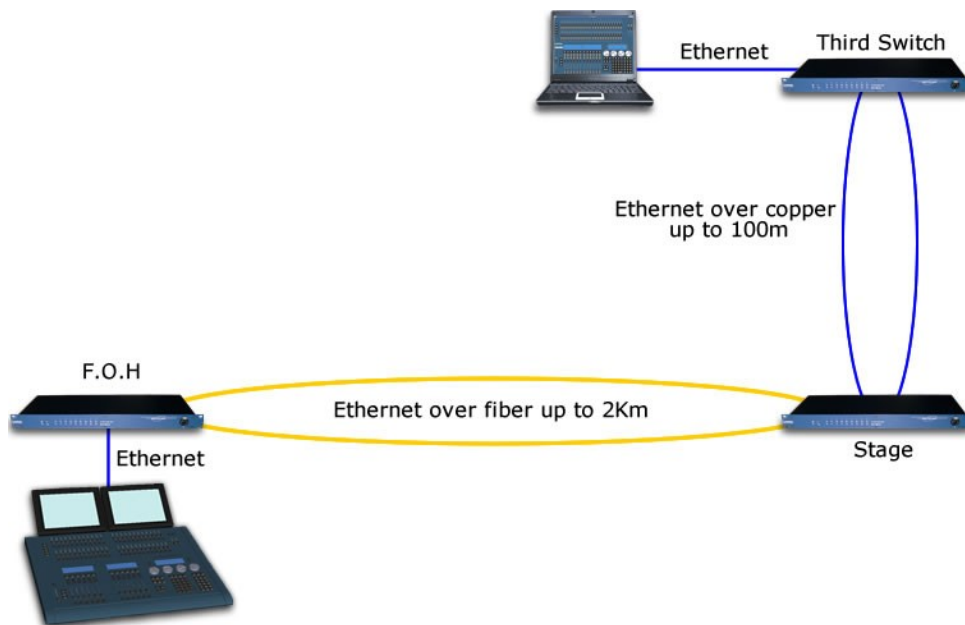 Ethernet
Third Switch
Ethernet over copper
up to 100m
F.O.H
Ethernet over fiber up to 2Km
Ethernet
Stage